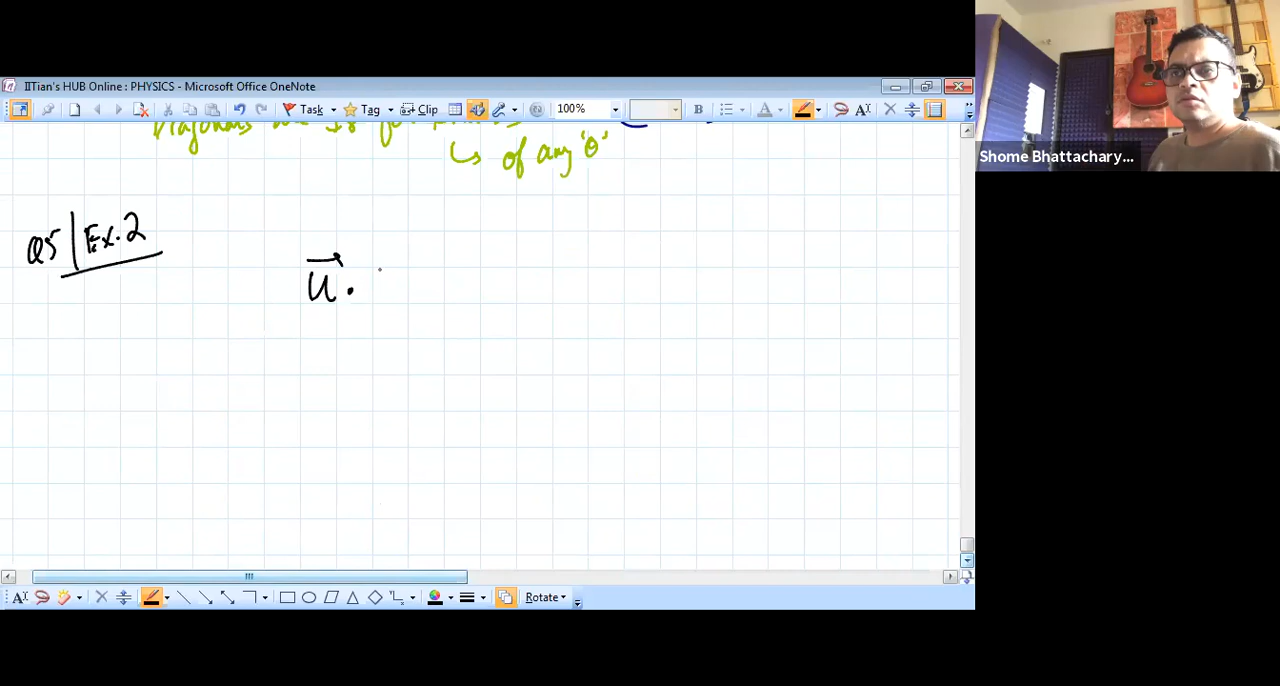 IITian's HUB Online : PHYSICS - Microsoft Office OneNote
Task Tag Clip 100% B A
of any 'θ'
Q5 | Ex. 2
u⃗ .
Rotate
Shome Bhattachary...